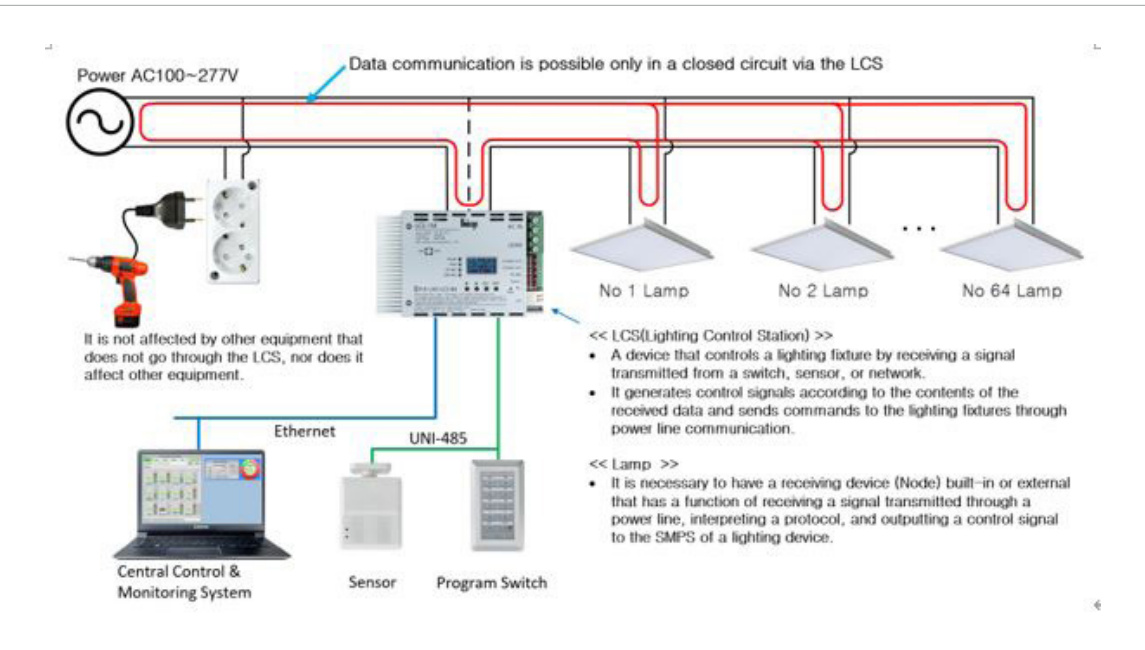 Data communication is possible only in a closed circuit via the LCS
Power AC100~277V
No 1 Lamp
No 2 Lamp
...
No 64 Lamp
It is not affected by other equipment that
does not go through the LCS, nor does it
affect other equipment.
<< LCS(Lighting Control Station) >>
• A device that controls a lighting fixture by receiving a signal
transmitted from a switch, sensor, or network.
• It generates control signals according to the contents of the
received data and sends commands to the lighting fixtures through
power line communication.
Ethernet
UNI-485
<< Lamp >>
• It is necessary to have a receiving device (Node) built-in or external
that has a function of receiving a signal transmitted through a
power line, interpreting a protocol, and outputting a control signal
to the SMPS of a lighting device.
Central Control &
Monitoring System
Sensor
Program Switch